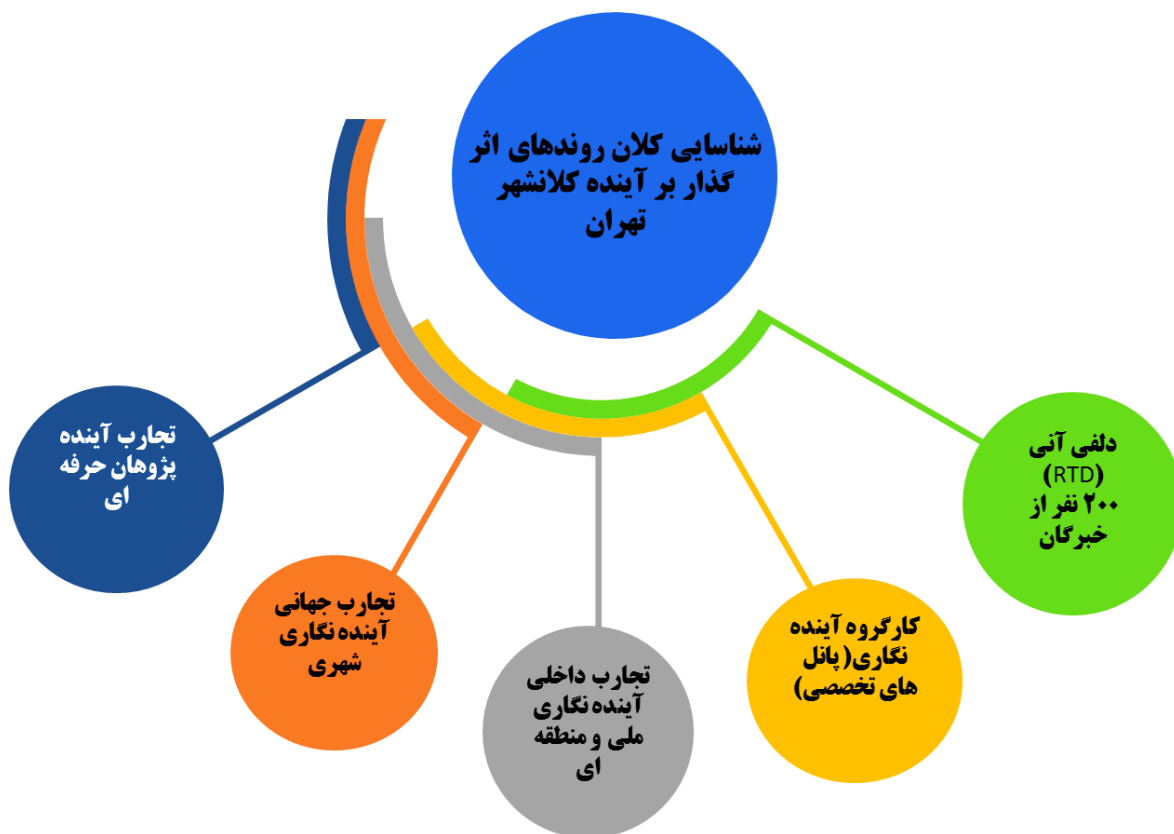 شناسایی کلان روندهای اثر
گذار بر آینده کلانشهر
تهران
دلفی آنی
(RTD)
۲۰۰ نفر از
خبرگان
کارگروه آینده
نگاری(پانل
های تخصصی)
تجارب داخلی
آینده نگاری
ملی و منطقه
ای
تجارب جهانی
آینده نگاری
شهری
تجارب آینده
پژوهان حرفه
ای